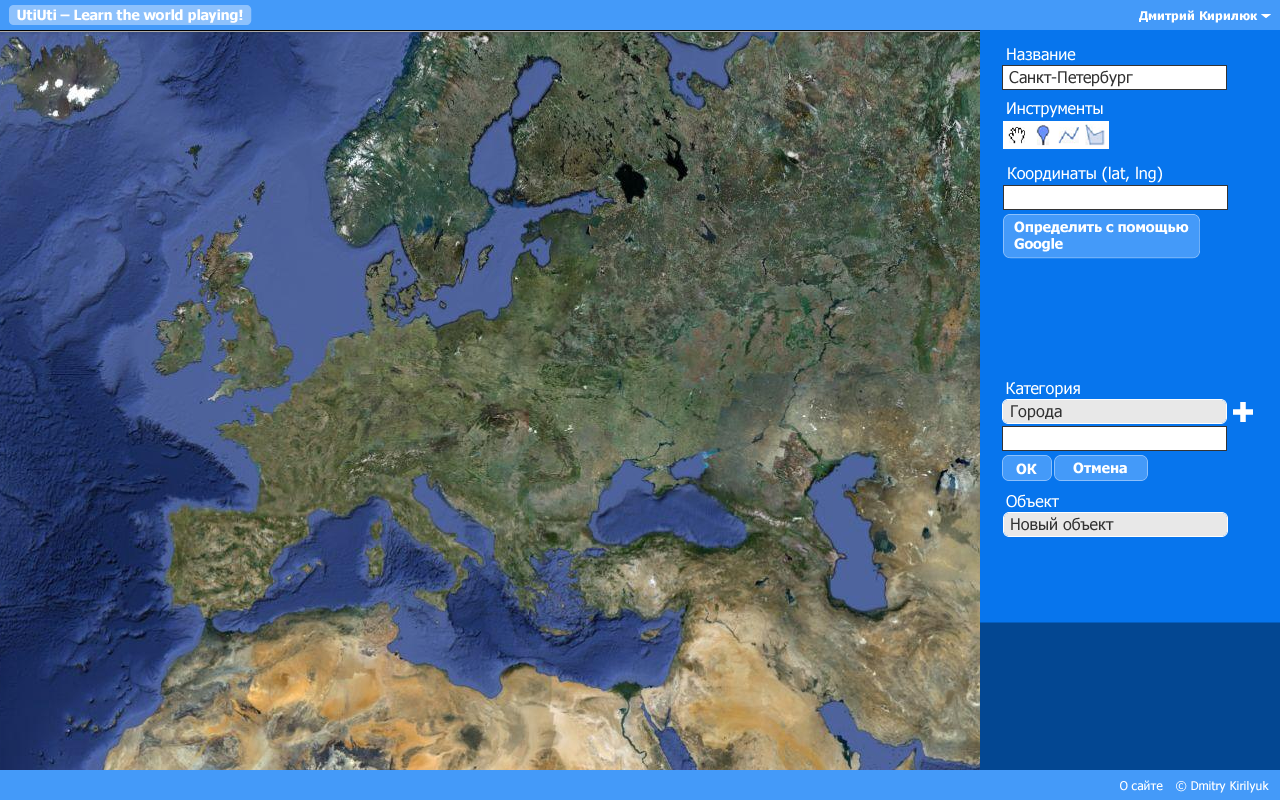 UtiUti – Learn the world playing!
Дмитрий Кирилюк
Название
Санкт-Петербург
Инструменты
Координаты (lat, lng)
Определить с помощью
Google
Категория
Города
ОК
Отмена
Объект
Новый объект
О сайте © Dmitry Kirilyuk